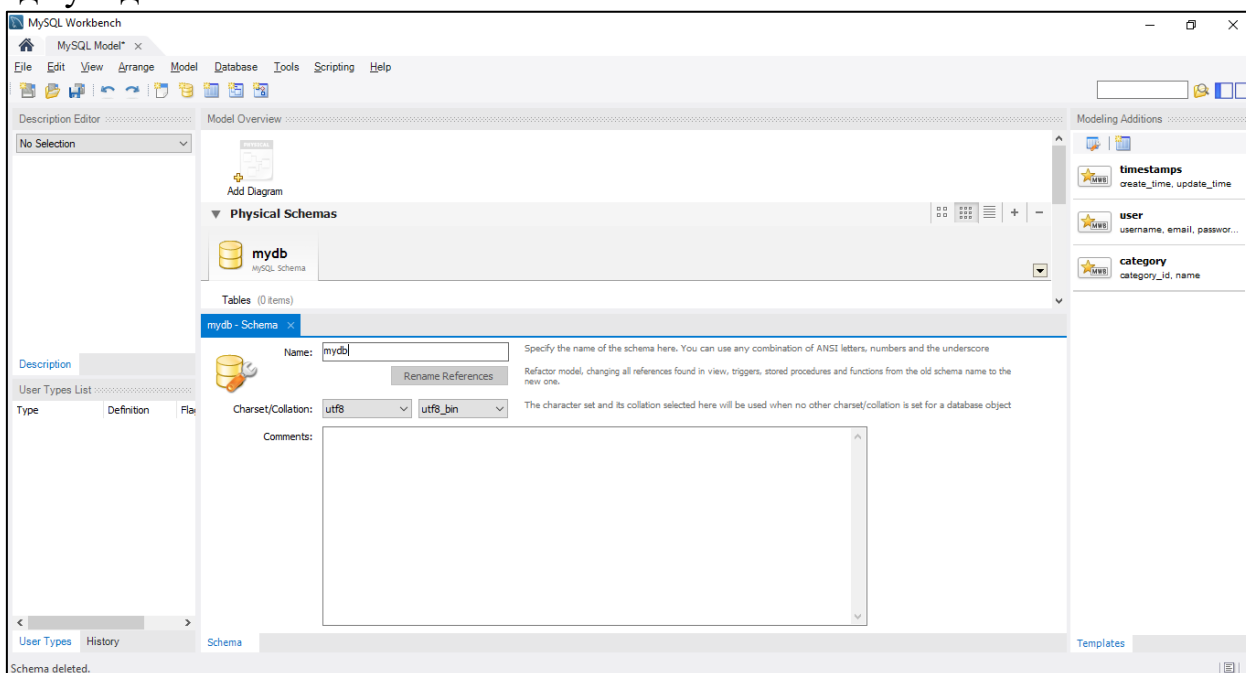 MySQL Workbench
MySQL Model* ×
File Edit View Arrange Model Database Tools Scripting Help
Description Editor
No Selection
Description
User Types List
Type Definition Flag
User Types History
Model Overview
PHYSICAL
Add Diagram
Physical Schemas
mydb
MySQL Schema
Tables (0 items)
mydb - Schema ×
Name: mydb
Specify the name of the schema here. You can use any combination of ANSI letters, numbers and the underscore
Rename References
Refactor model, changing all references found in view, triggers, stored procedures and functions from the old schema name to the
new one.
Charset/Collation: utf8 utf8_bin
The character set and its collation selected here will be used when no other charset/collation is set for a database object
Comments:
Schema
Modeling Additions
MWB
timestamps
create_time, update_time
MWB
user
username, email, passwor...
MWB
category
category_id, name
Templates
Schema deleted.